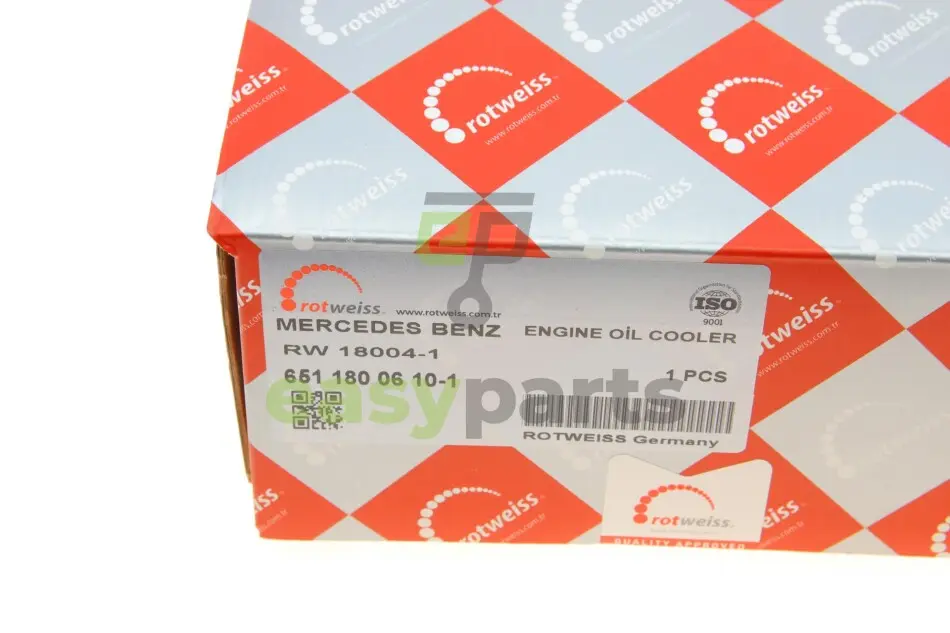 rotweiss
rotweiss
rotweiss
rotweiss
www.rotweiss.com.tr
rotweiss
www.rotweiss.com.tr
rotweiss
rotweiss
rotweiss
ep
rotweiss www.rotweiss.com.tr
ISO
9001
MERCEDES BENZ ENGINE OİL COOLER
RW 18004-1
651 180 06 10-1 1 PCS
easyparts
ROTWEISS Germany
rotweiss
rotweiss
QUALITY APPROVED